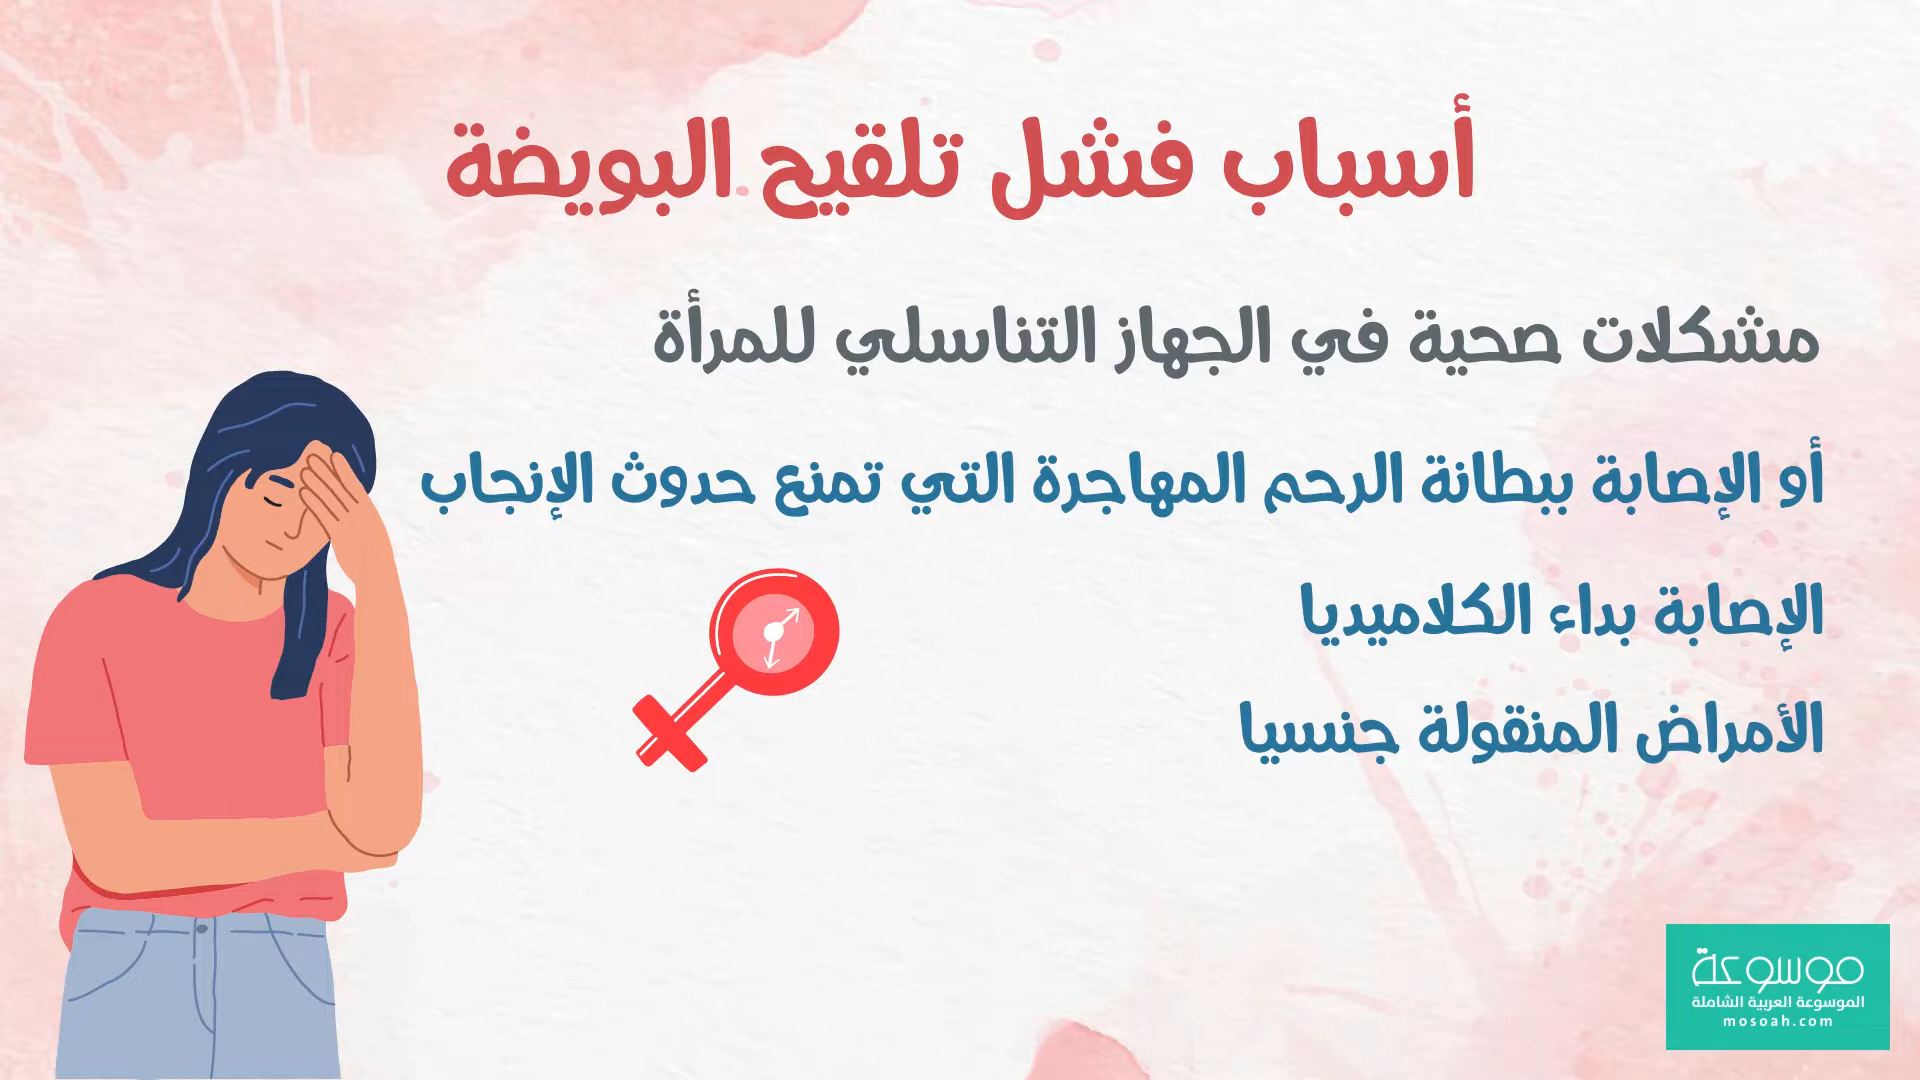 أسباب فشل تلقيح البويضة
مشكلات صحية في الجهاز التناسلي للمرأة
أو الإصابة ببطانة الرحم المهاجرة التي تمنع حدوث الإنجاب
الإصابة بداء الكلاميديا
الأمراض المنقولة جنسيا
موسوعة
الموسوعة العربية الشاملة
mosoah.com